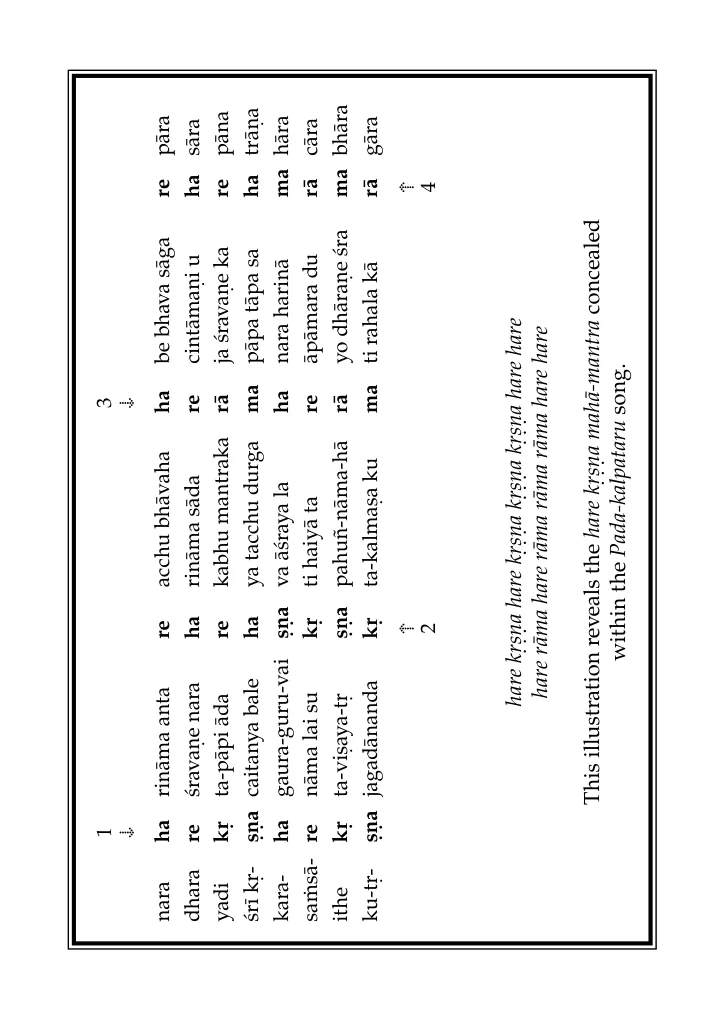 1 3
⇣ ⇣
nara ha rināma anta re acchu bhāvaha ha be bhava sāga re pāra
dhara re śravaṇe nara ha rināma sāda re cintāmaṇi u ha sāra
yadi kṛ ta-pāpi āda re kabhu mantraka rā ja śravaṇe ka re pāna
śrī kṛ- ṣṇa caitanya bale ha ya tacchu durga ma pāpa tāpa sa ha trāṇa
kara- ha gaura-guru-vai ṣṇa va āśraya la ha nara harinā ma hāra
saṁsā- re nāma lai su kṛ ti haiyā ta re āpāmara du rā cāra
ithe kṛ ta-viṣaya-tṛ ṣṇa pahuñ-nāma-hā rā yo dhāraṇe śra ma bhāra
ku-tṛ- ṣṇa jagadānanda kṛ ta-kalmaṣa ku ma ti rahala kā rā gāra
⇡ ⇡
2 4
hare kṛṣṇa hare kṛṣṇa kṛṣṇa kṛṣṇa hare hare
hare rāma hare rāma rāma rāma hare hare
This illustration reveals the hare kṛṣṇa mahā-mantra concealed
within the Pada-kalpataru song.